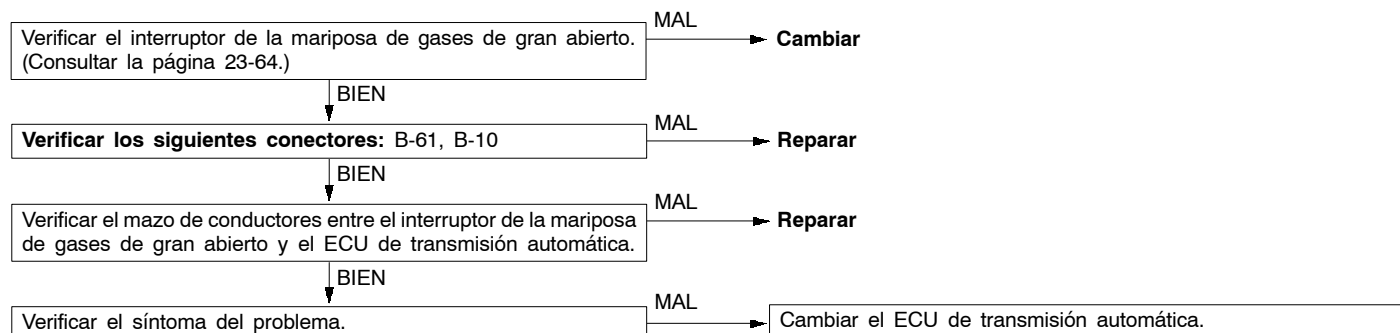 Verificar el interruptor de la mariposa de gases de gran abierto.
(Consultar la página 23-64.)
MAL
Cambiar
BIEN
Verificar los siguientes conectores: B-61, B-10
MAL
Reparar
BIEN
Verificar el mazo de conductores entre el interruptor de la mariposa
de gases de gran abierto y el ECU de transmisión automática.
MAL
Reparar
BIEN
Verificar el síntoma del problema.
MAL
Cambiar el ECU de transmisión automática.